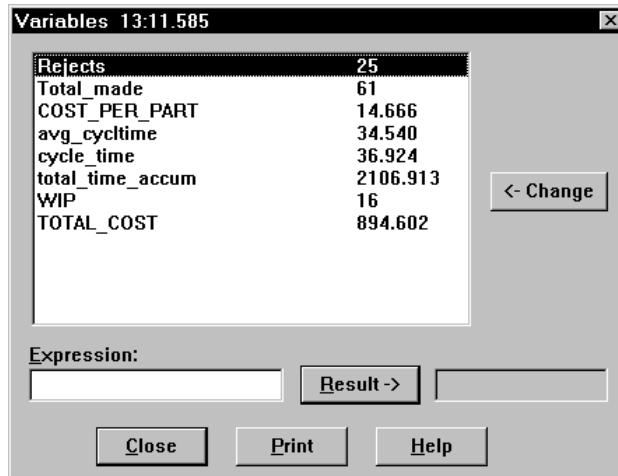 Variables 13:11.585
Rejects 25
Total_made 61
COST_PER_PART 14.666
avg_cycltime 34.540
cycle_time 36.924
total_time_accum 2106.913
WIP 16
TOTAL_COST 894.602
<- Change
Expression:
Result ->
Close Print Help